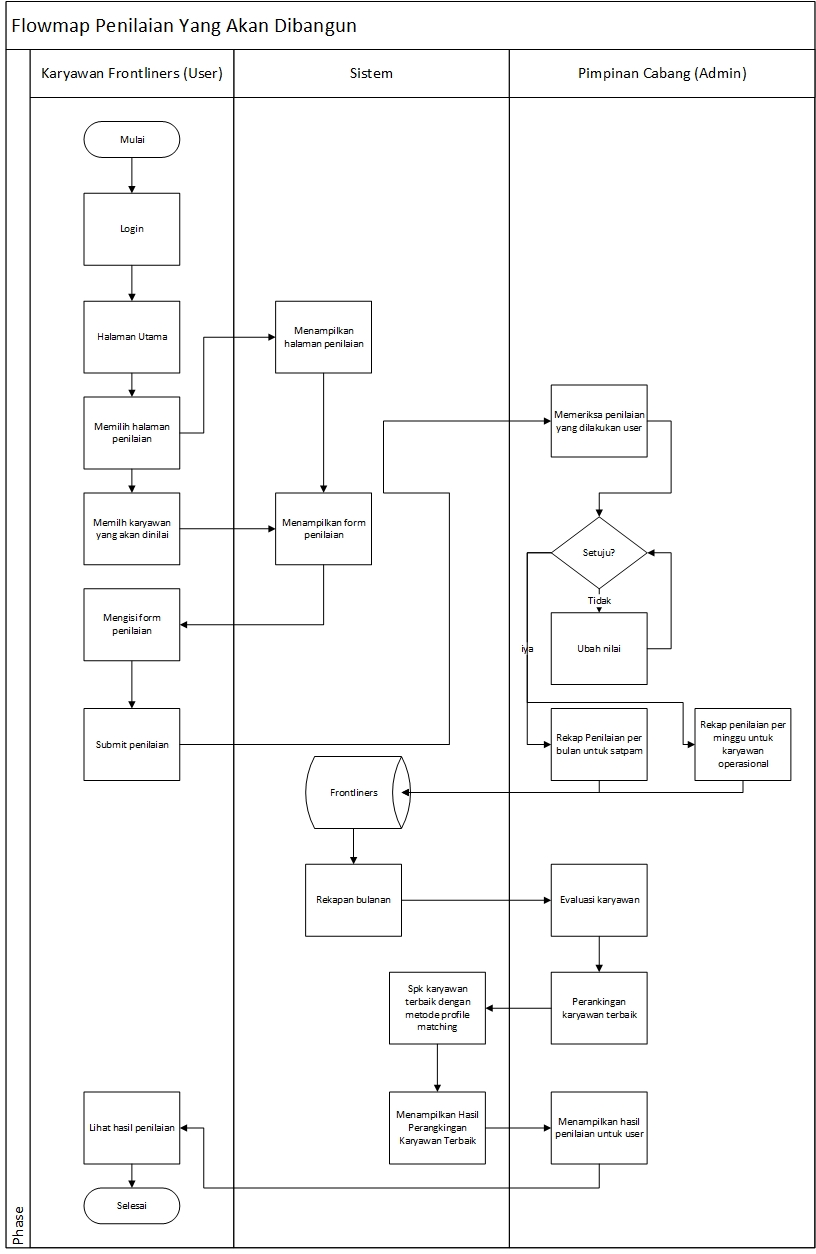 Flowmap Penilaian Yang Akan Dibangun
Karyawan Frontliners (User)
Sistem
Pimpinan Cabang (Admin)
Mulai
Login
Halaman Utama
Menampilkan
halaman penilaian
Memilih halaman
penilaian
Memeriksa penilaian
yang dilakukan user
Memilh karyawan
yang akan dinilai
Menampilkan form
penilaian
Setuju?
Tidak
Mengisi form
penilaian
iya
Ubah nilai
Submit penilaian
Rekap Penilaian per
bulan untuk satpam
Rekap penilaian per
minggu untuk
karyawan
operasional
Frontliners
Rekapan bulanan
Evaluasi karyawan
Spk karyawan
terbaik dengan
metode profile
matching
Perankingan
karyawan terbaik
Lihat hasil penilaian
Menampilkan Hasil
Perangkingan
Karyawan Terbaik
Menampilkan hasil
penilaian untuk user
Selesai
Phase